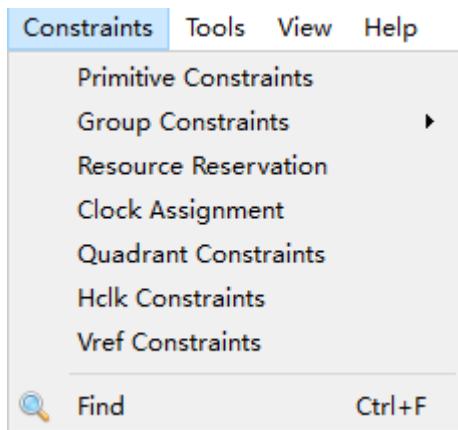 Constraints Tools View Help
Primitive Constraints
Group Constraints
Resource Reservation
Clock Assignment
Quadrant Constraints
Hclk Constraints
Vref Constraints
Find Ctrl+F